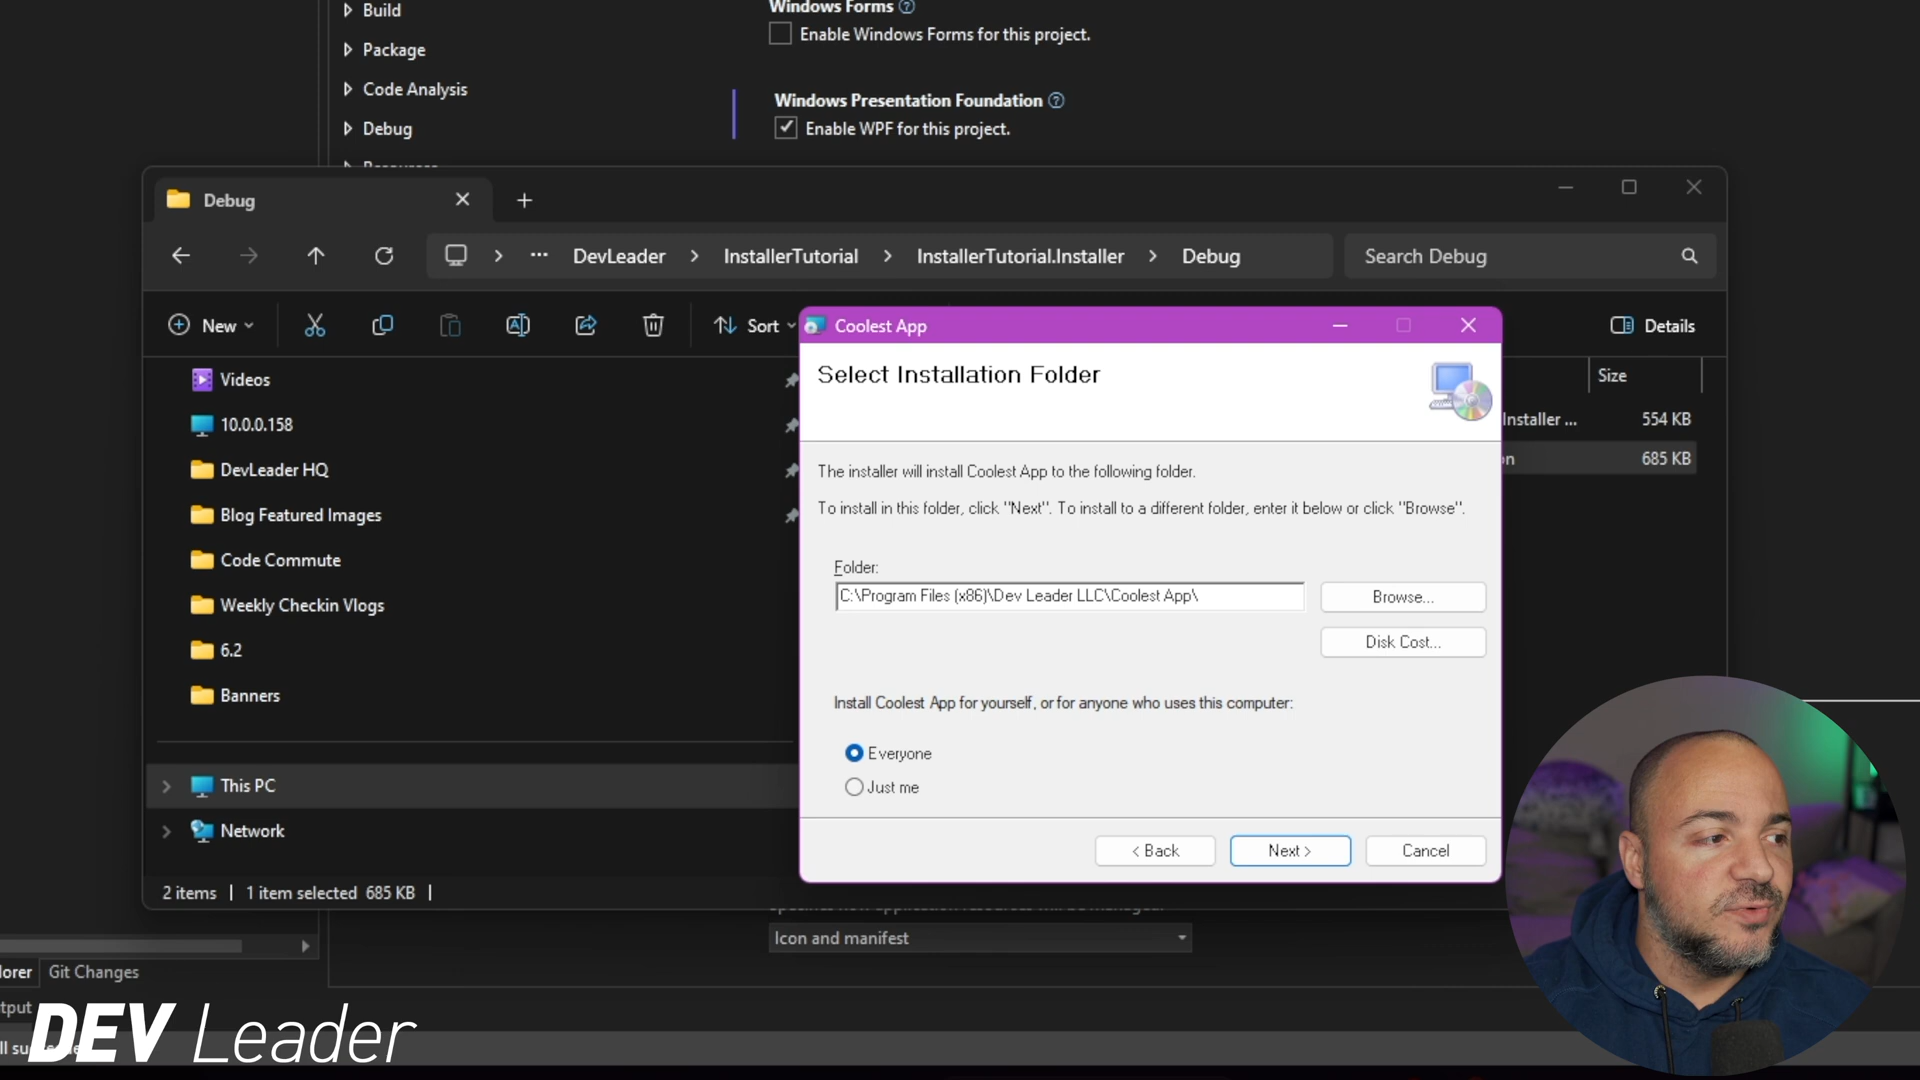 Build
Package
Code Analysis
Debug
Windows Forms
Enable Windows Forms for this project.
Windows Presentation Foundation
Enable WPF for this project.
Debug
DevLeader
InstallerTutorial
InstallerTutorial.Installer
Debug
Search Debug
New
Sort
Details
Videos
10.0.0.158
DevLeader HQ
Blog Featured Images
Code Commute
Weekly Checkin Vlogs
6.2
Banners
This PC
Network
2 items
1 item selected 685 KB
Size
Installer ...
554 KB
on
685 KB
Coolest App
Select Installation Folder
The installer will install Coolest App to the following folder.
To install in this folder, click "Next". To install to a different folder, enter it below or click "Browse".
Folder:
C:\Program Files (x86)\Dev Leader LLC\Coolest App\
Browse...
Disk Cost...
Install Coolest App for yourself, or for anyone who uses this computer:
Everyone
Just me
< Back
Next >
Cancel
Icon and manifest
lorer
Git Changes
tput
DEV Leader